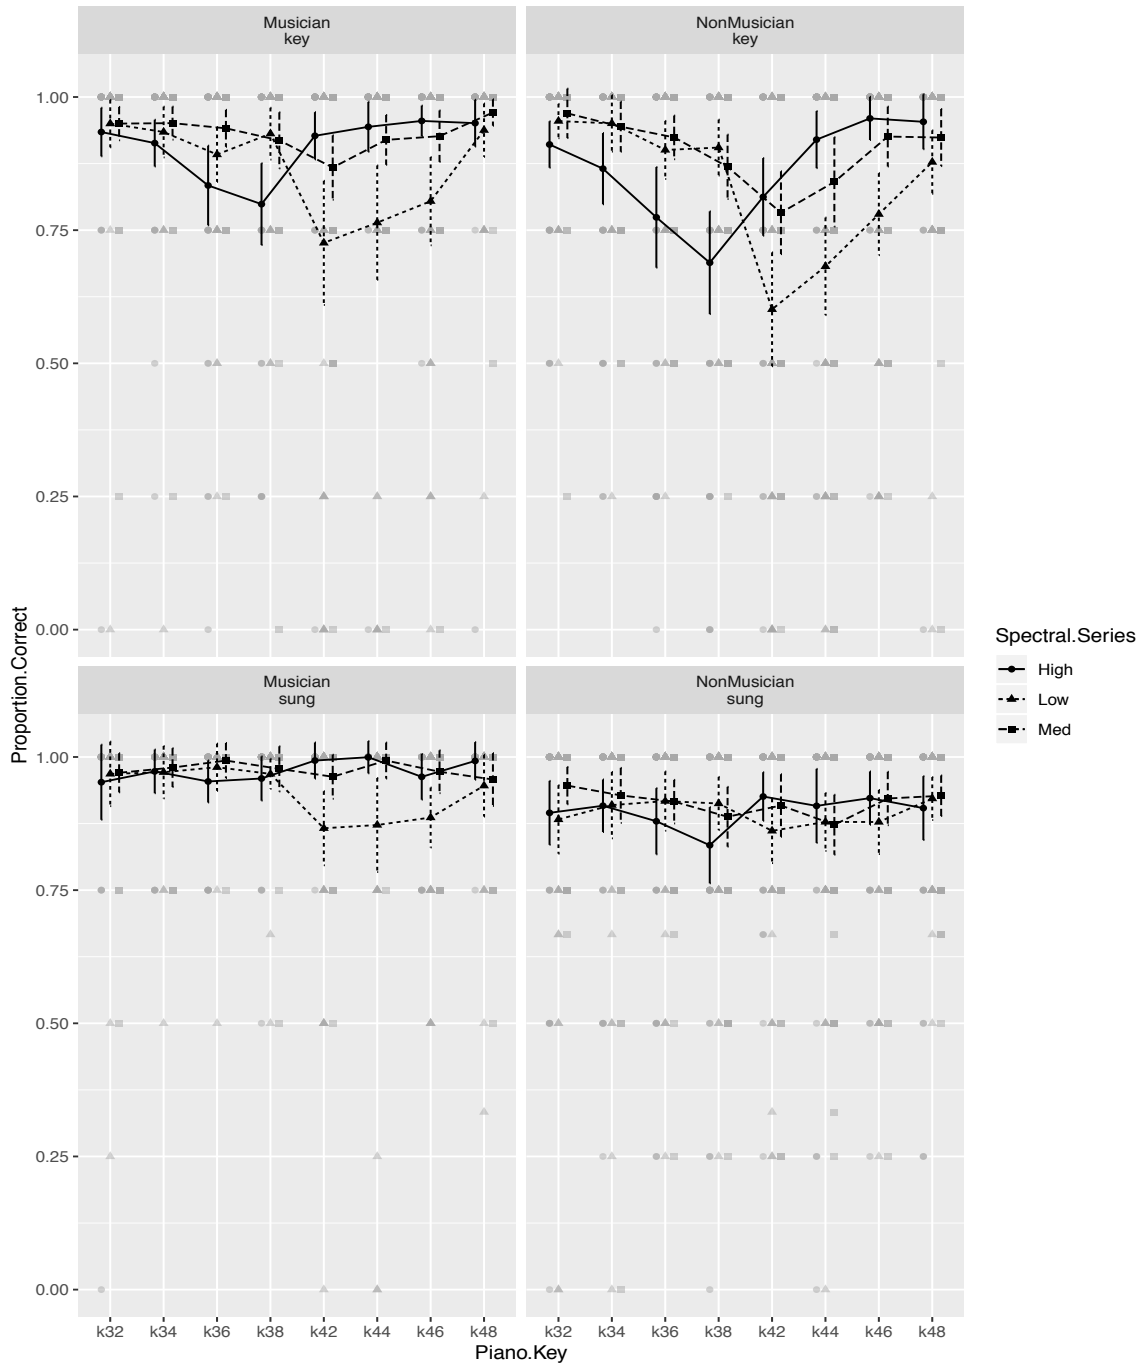 Musician
key
NonMusician
key
1.00
0.75
0.50
0.25
0.00
Musician
sung
NonMusician
sung
1.00
0.75
0.50
0.25
0.00
k32 k34 k36 k38 k42 k44 k46 k48
k32 k34 k36 k38 k42 k44 k46 k48
Piano.Key
Proportion.Correct
Spectral.Series
High
Low
Med